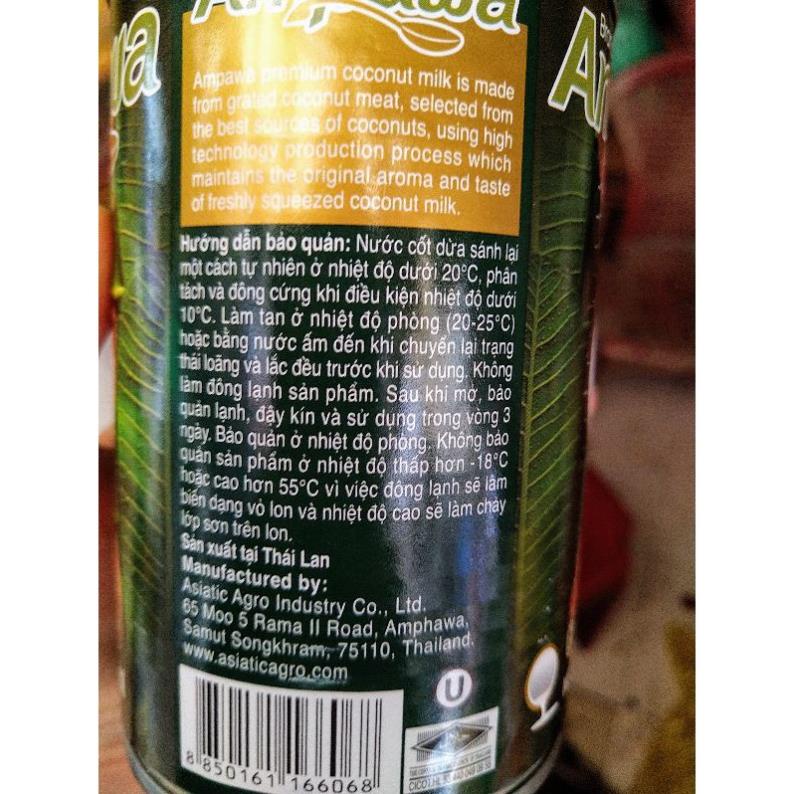 Ampawa
Ampawa premium coconut milk is made
from grated coconut meat, selected from
the best sources of coconuts, using high
technology production process which
maintains the original aroma and taste
of freshly squeezed coconut milk.
Hướng dẫn bảo quản: Nước cốt dừa sánh lại
một cách tự nhiên ở nhiệt độ dưới 20°C, phân
tách và đông cứng khi điều kiện nhiệt độ dưới
10°C. Làm tan ở nhiệt độ phòng (20-25°C)
hoặc bằng nước ấm đến khi chuyển lại trạng
thái loãng và lắc đều trước khi sử dụng. Không
làm đông lạnh sản phẩm. Sau khi mở, bảo
quản lạnh, đậy kín và sử dụng trong vòng 3
ngày. Bảo quản ở nhiệt độ phòng. Không bảo
quản sản phẩm ở nhiệt độ thấp hơn -18°C
hoặc cao hơn 55°C vì việc đông lạnh sẽ làm
biến dạng vỏ lon và nhiệt độ cao sẽ làm chảy
lớp sơn trên lon.
Sản xuất tại Thái Lan
Manufactured by:
Asiatic Agro Industry Co., Ltd.
65 Moo 5 Rama II Road, Amphawa,
Samut Songkhram, 75110, Thailand.
www.asiaticagro.com
U
8 850161 166068